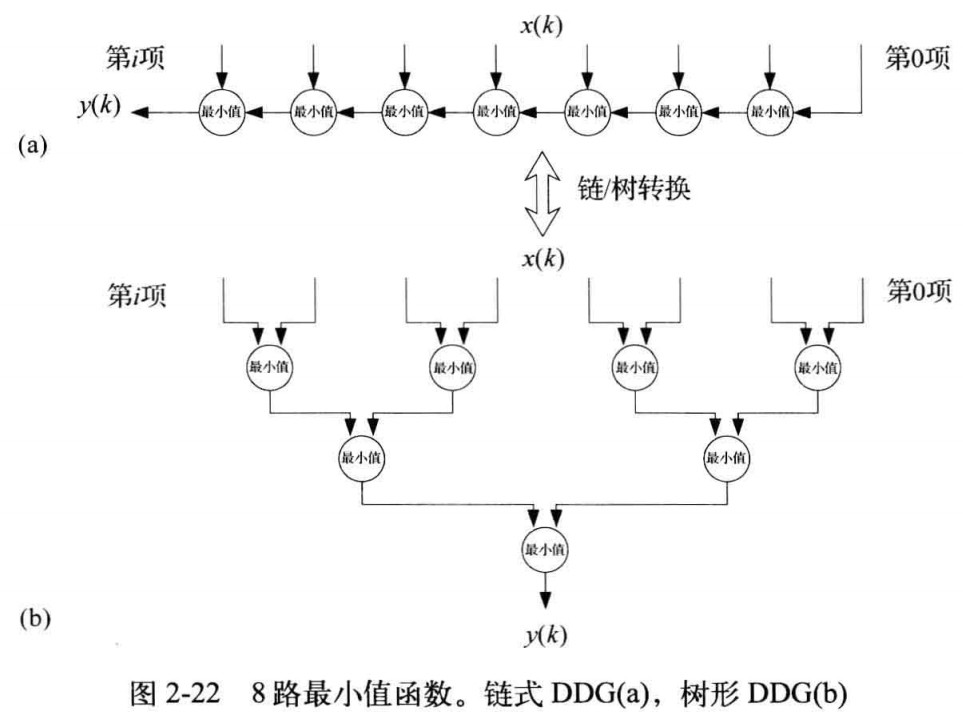 x(k)
第i项 第0项
y(k) 最小值 最小值 最小值 最小值 最小值 最小值 最小值
(a)
链/树转换
x(k)
第i项 第0项
最小值 最小值 最小值 最小值
最小值 最小值
最小值
(b)
y(k)
图 2-22 8路最小值函数。链式 DDG(a)，树形 DDG(b)